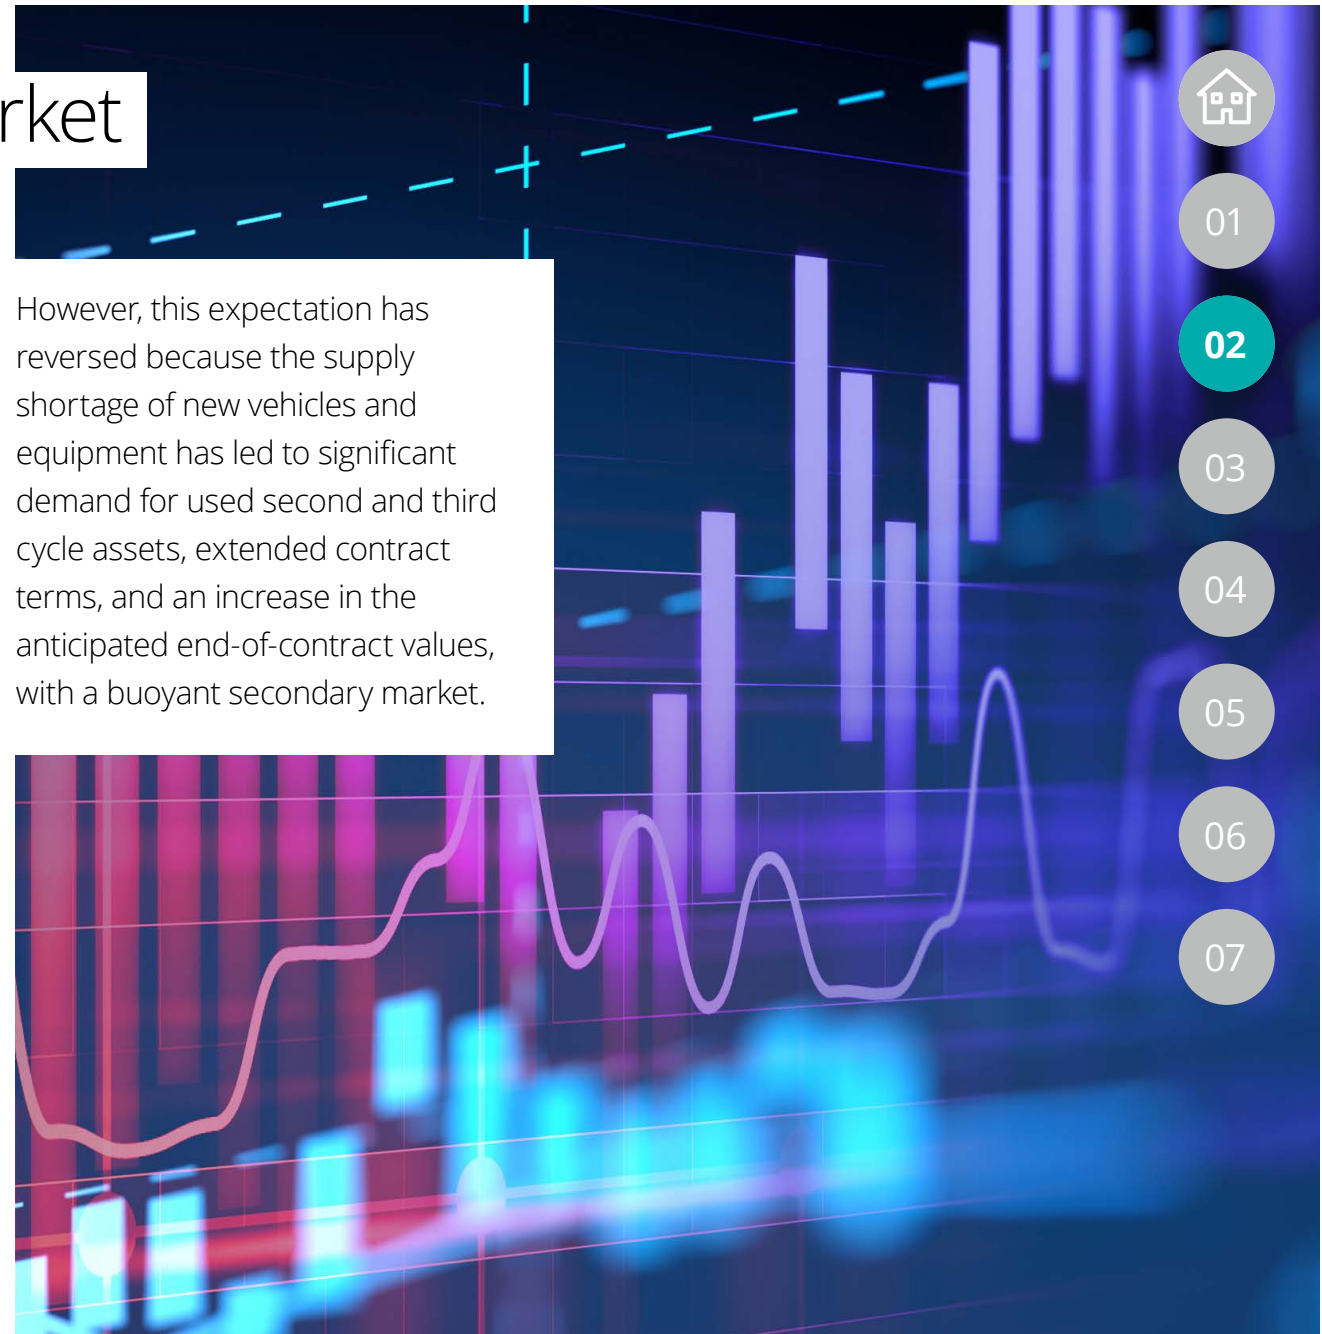 rket
However, this expectation has
reversed because the supply
shortage of new vehicles and
equipment has led to significant
demand for used second and third
cycle assets, extended contract
terms, and an increase in the
anticipated end-of-contract values,
with a buoyant secondary market.
01
02
03
04
05
06
07